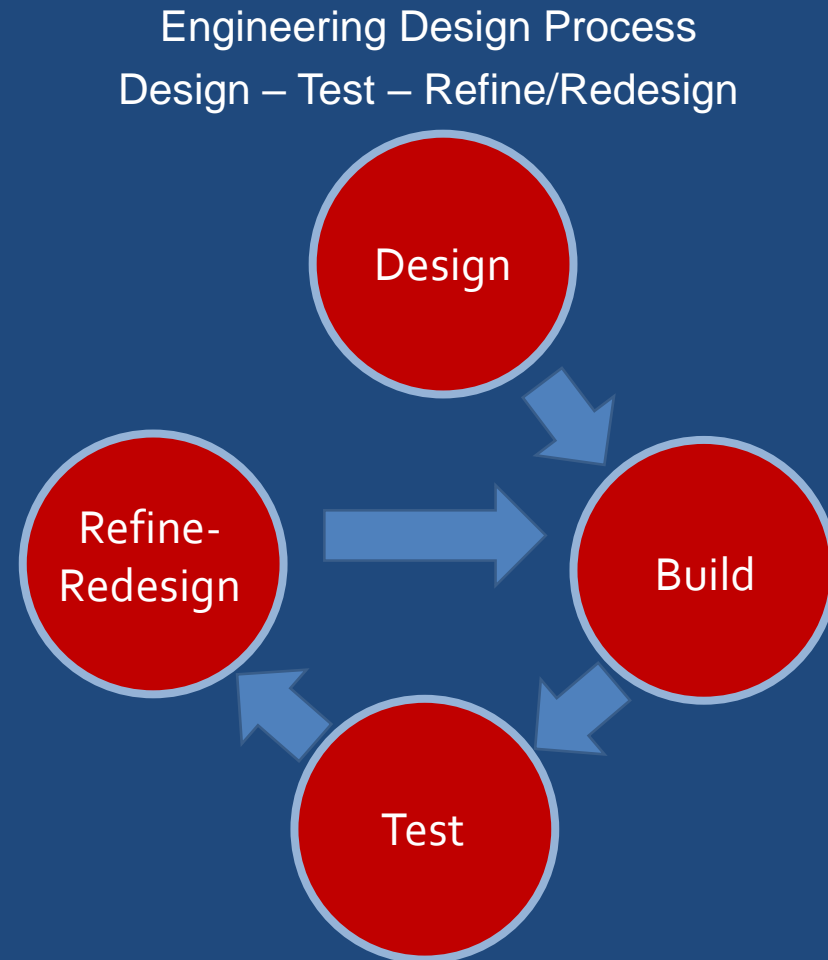 Engineering Design Process
Design – Test – Refine/Redesign
Design
Refine-
Redesign
Build
Test